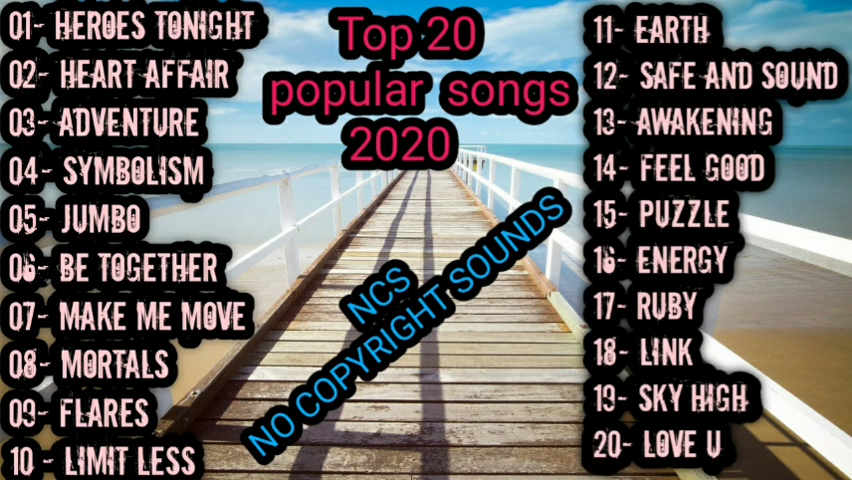 01- HEROES TONIGHT
02- HEART AFFAIR
03- ADVENTURE
04- SYMBOLISM
05- JUMBO
06- BE TOGETHER
07- MAKE ME MOVE
08- MORTALS
09- FLARES
10- LIMIT LESS
Top 20
popular songs
2020
NCS
NO COPYRIGHT SOUNDS
11- EARTH
12- SAFE AND SOUND
13- AWAKENING
14- FEEL GOOD
15- PUZZLE
16- ENERGY
17- RUBY
18- LINK
19- SKY HIGH
20- LOVE U